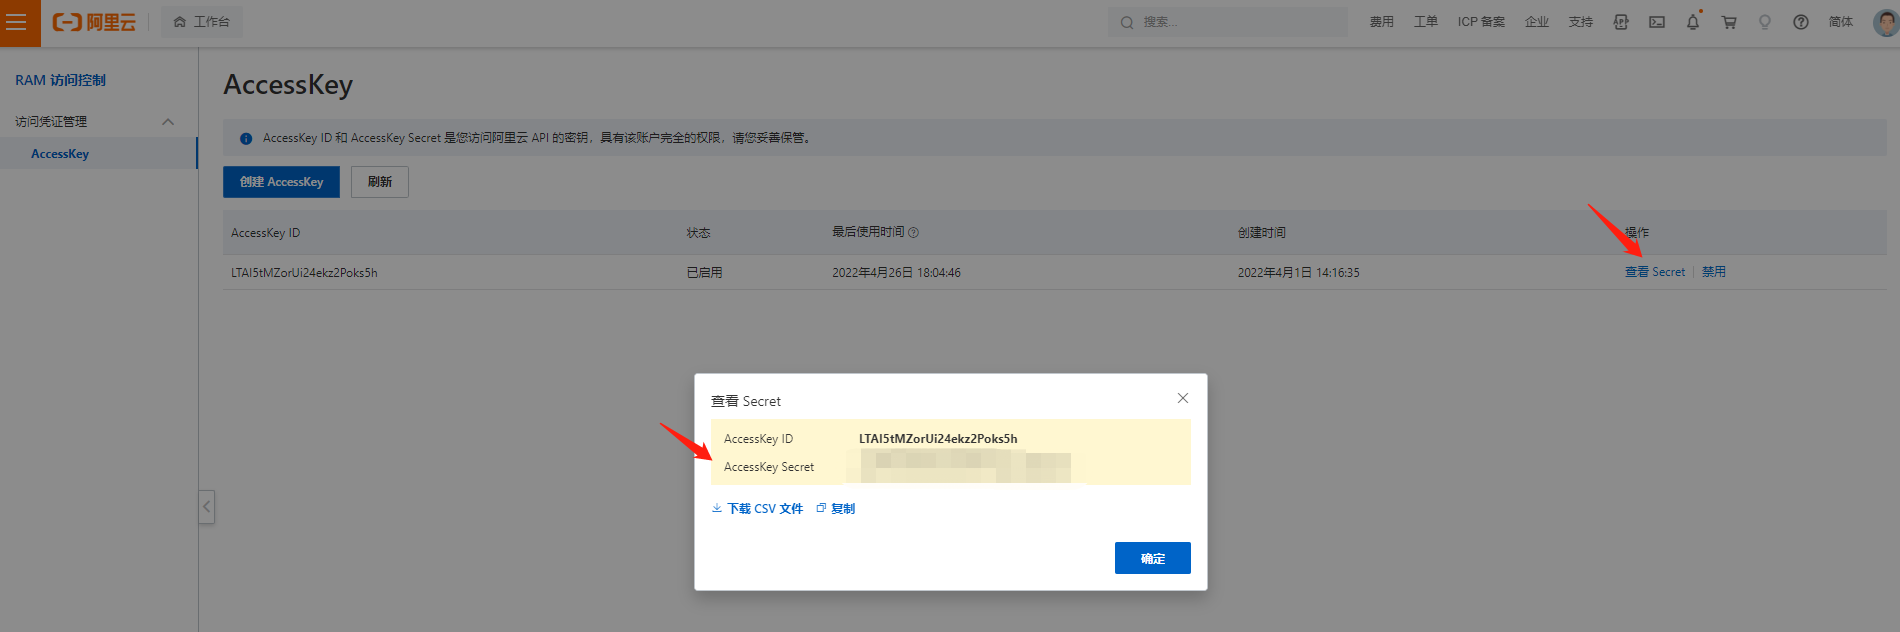 阿里云 工作台 搜索... 费用 工单 ICP 备案 企业 支持 简体
RAM 访问控制
访问凭证管理
AccessKey
AccessKey
AccessKey ID 和 AccessKey Secret 是您访问阿里云 API 的密钥，具有该账户完全的权限，请您妥善保管。
创建 AccessKey 刷新
AccessKey ID 状态 最后使用时间 创建时间 操作
LTAI5tMZorUi24ekz2Poks5h 已启用 2022年4月26日 18:04:46 2022年4月1日 14:16:35 查看 Secret 禁用
查看 Secret
AccessKey ID LTAI5tMZorUi24ekz2Poks5h
AccessKey Secret
下载 CSV 文件 复制
确定